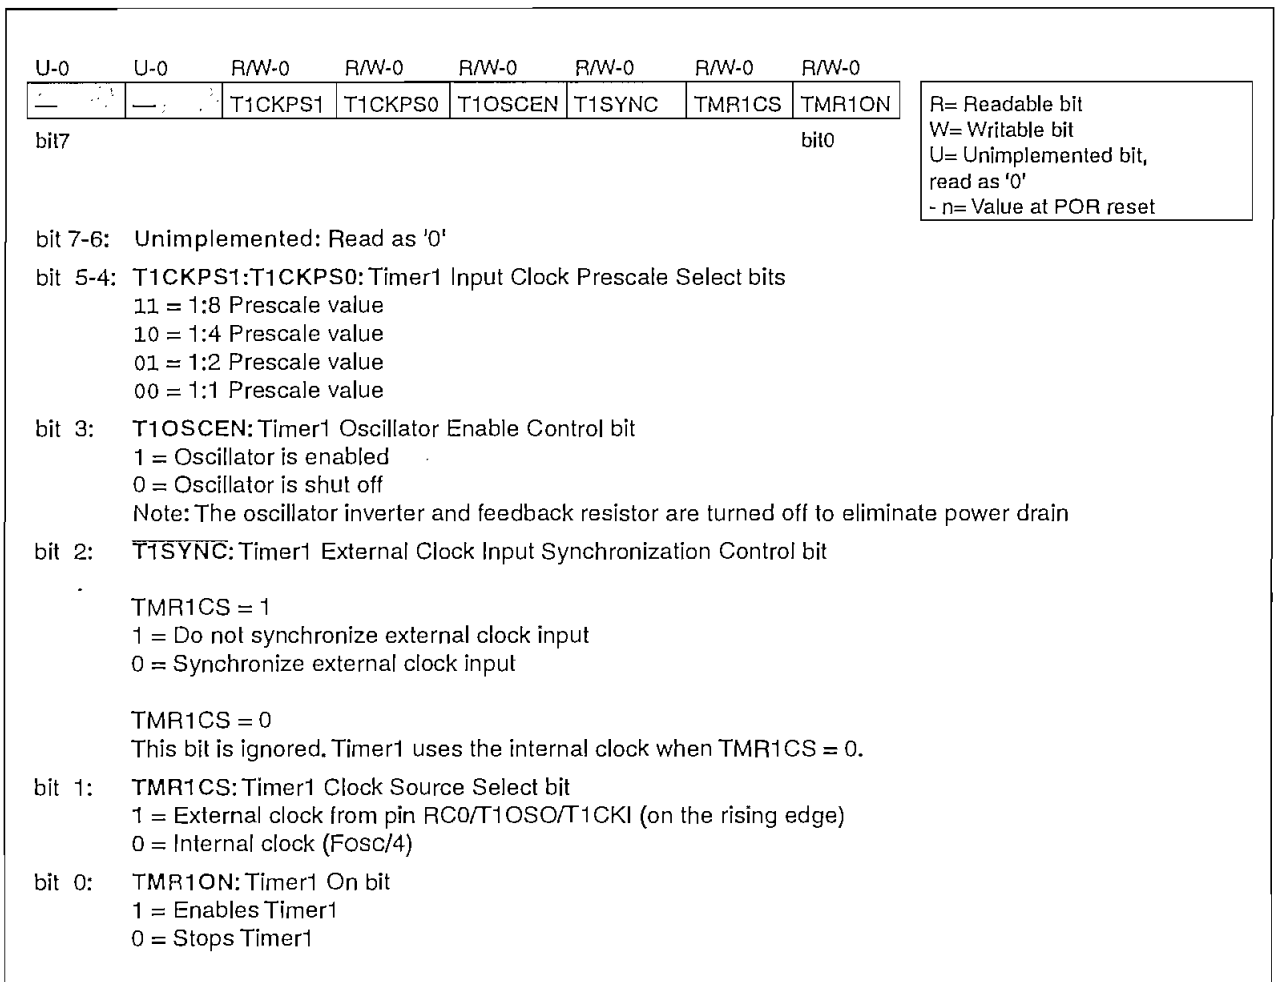 U-0 U-0 R/W-0 R/W-0 R/W-0 R/W-0 R/W-0 R/W-0
— — T1CKPS1 T1CKPS0 T1OSCEN T1SYNC TMR1CS TMR1ON
bit7 bit0
R= Readable bit
W= Writable bit
U= Unimplemented bit,
read as '0'
- n= Value at POR reset
bit 7-6: Unimplemented: Read as '0'
bit 5-4: T1CKPS1:T1CKPS0: Timer1 Input Clock Prescale Select bits
11 = 1:8 Prescale value
10 = 1:4 Prescale value
01 = 1:2 Prescale value
00 = 1:1 Prescale value
bit 3: T1OSCEN: Timer1 Oscillator Enable Control bit
1 = Oscillator is enabled
0 = Oscillator is shut off
Note: The oscillator inverter and feedback resistor are turned off to eliminate power drain
bit 2: T1SYNC: Timer1 External Clock Input Synchronization Control bit
TMR1CS = 1
1 = Do not synchronize external clock input
0 = Synchronize external clock input
TMR1CS = 0
This bit is ignored. Timer1 uses the internal clock when TMR1CS = 0.
bit 1: TMR1CS: Timer1 Clock Source Select bit
1 = External clock from pin RC0/T1OSO/T1CKI (on the rising edge)
0 = Internal clock (FOSC/4)
bit 0: TMR1ON: Timer1 On bit
1 = Enables Timer1
0 = Stops Timer1